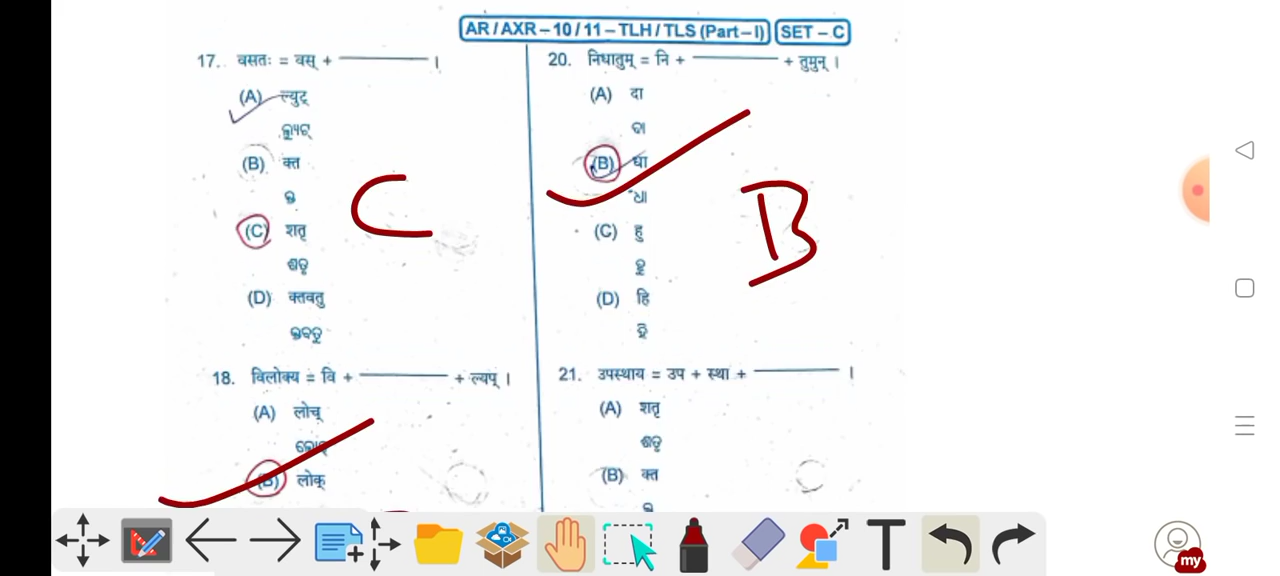 AR/AXR–10/11–TLH/TLS (Part–I) SET – C
17. वसतः = वस् + ________ ।
(A) ल्युट्
ଲ୍ୟୁଟ୍
(B) क्त
କ୍ତ
(C) शतृ
ଶତୃ
(D) क्तवतु
କ୍ତବତୁ
C
18. विलोक्य = वि + ________ + ल्यप् ।
(A) लोच्
(B) लोक्
20. निधातुम् = नि + ________ + तुमुन् ।
(A) दा
ଦା
(B) धा
ଧା
(C) हु
ହୁ
(D) हि
ହି
B
21. उपस्थाय = उप + स्था + ________ ।
(A) शतृ
ଶତୃ
(B) क्त
T
my